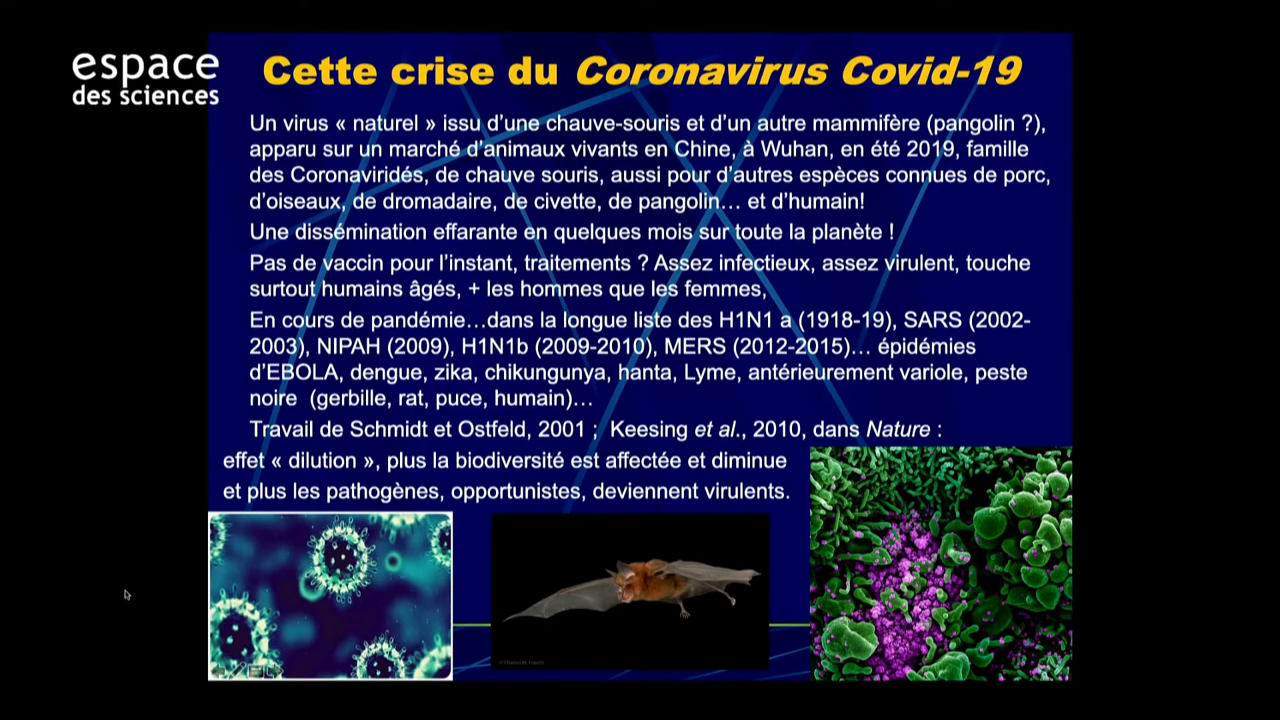 espace
des sciences
Cette crise du Coronavirus Covid-19
Un virus « naturel » issu d'une chauve-souris et d'un autre mammifère (pangolin ?),
apparu sur un marché d'animaux vivants en Chine, à Wuhan, en été 2019, famille
des Coronaviridés, de chauve souris, aussi pour d'autres espèces connues de porc,
d'oiseaux, de dromadaire, de civette, de pangolin… et d'humain!
Une dissémination effarante en quelques mois sur toute la planète !
Pas de vaccin pour l'instant, traitements ? Assez infectieux, assez virulent, touche
surtout humains âgés, + les hommes que les femmes,
En cours de pandémie…dans la longue liste des H1N1 a (1918-19), SARS (2002-
2003), NIPAH (2009), H1N1b (2009-2010), MERS (2012-2015)… épidémies
d'EBOLA, dengue, zika, chikungunya, hanta, Lyme, antérieurement variole, peste
noire (gerbille, rat, puce, humain)…
Travail de Schmidt et Ostfeld, 2001 ; Keesing et al., 2010, dans Nature :
effet « dilution », plus la biodiversité est affectée et diminue
et plus les pathogènes, opportunistes, deviennent virulents.
© Charles M. Francis